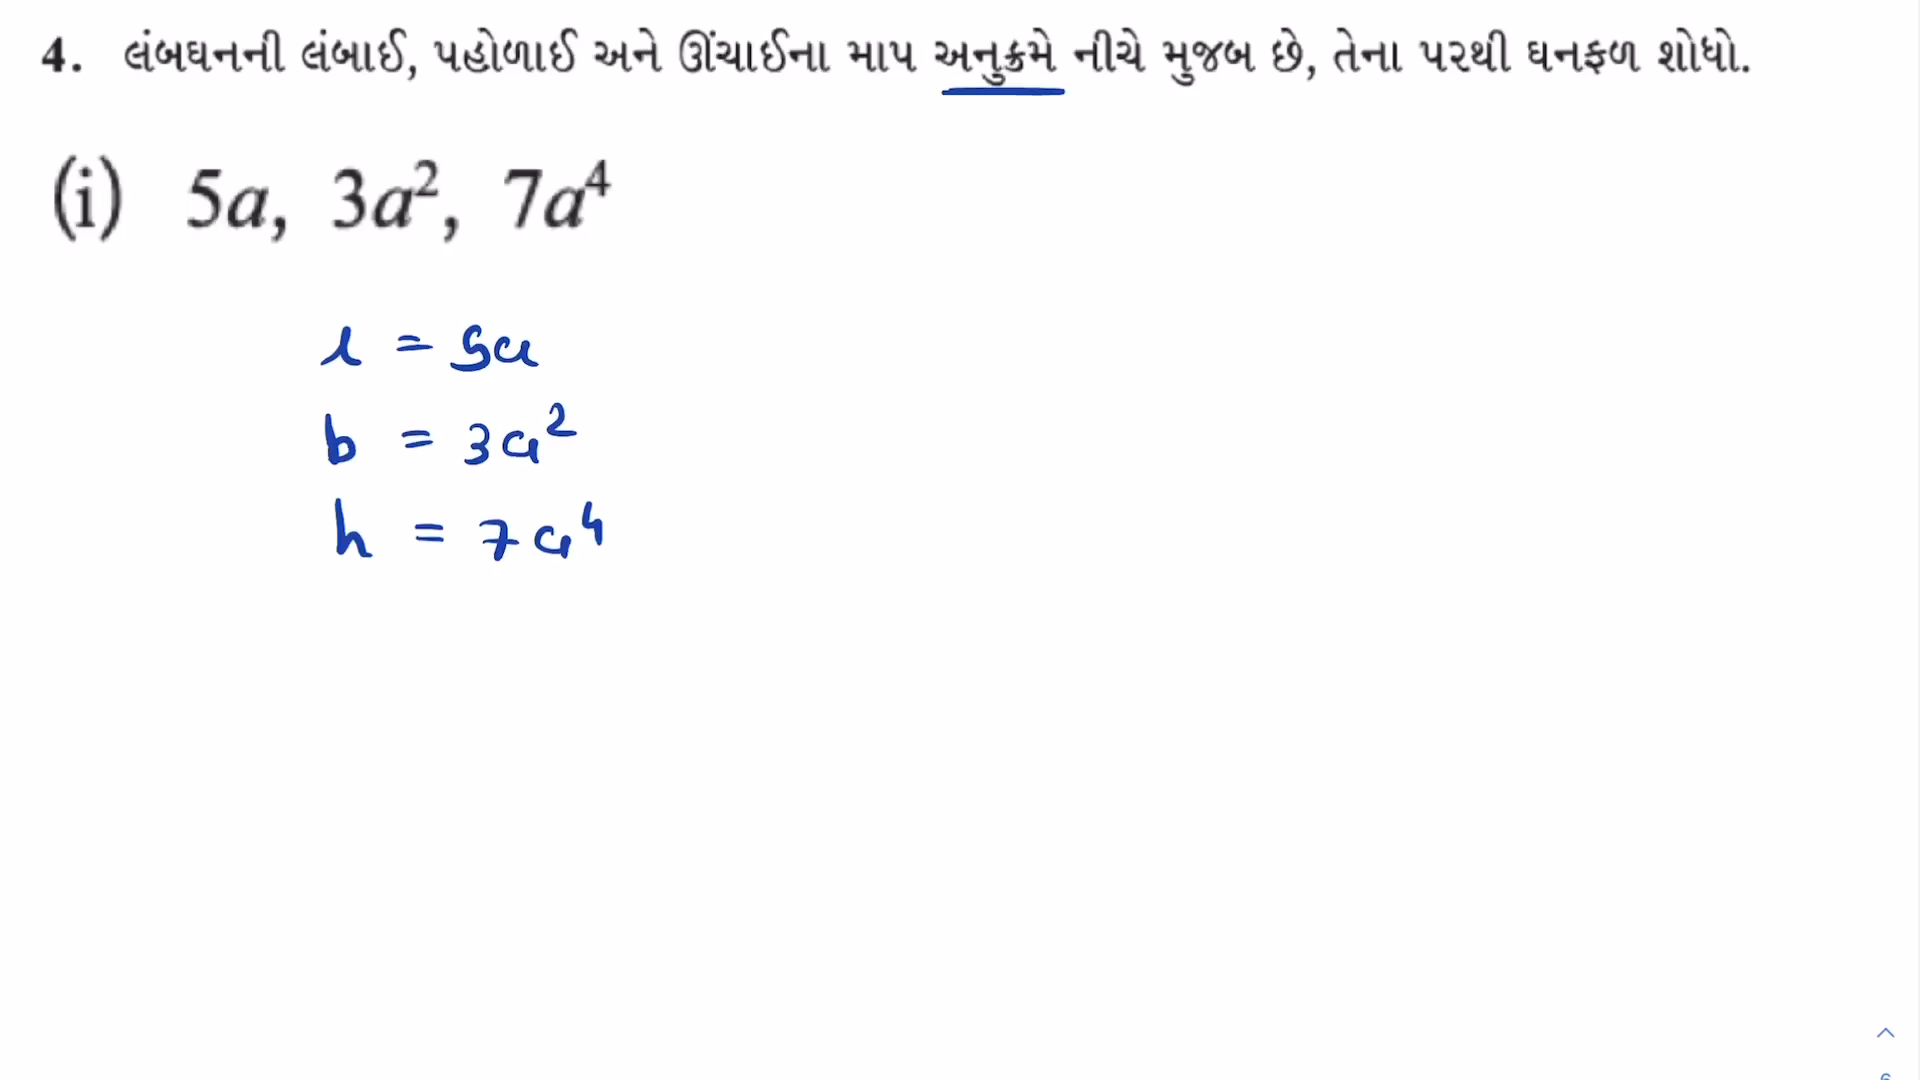 4. લંબઘનની લંબાઈ, પહોળાઈ અને ઊંચાઈના માપ અનુક્રમે નીચે મુજબ છે, તેના પરથી ઘનફળ શોધો.
(i) 5a, 3a², 7a⁴
l = 5a
b = 3a²
h = 7a⁴